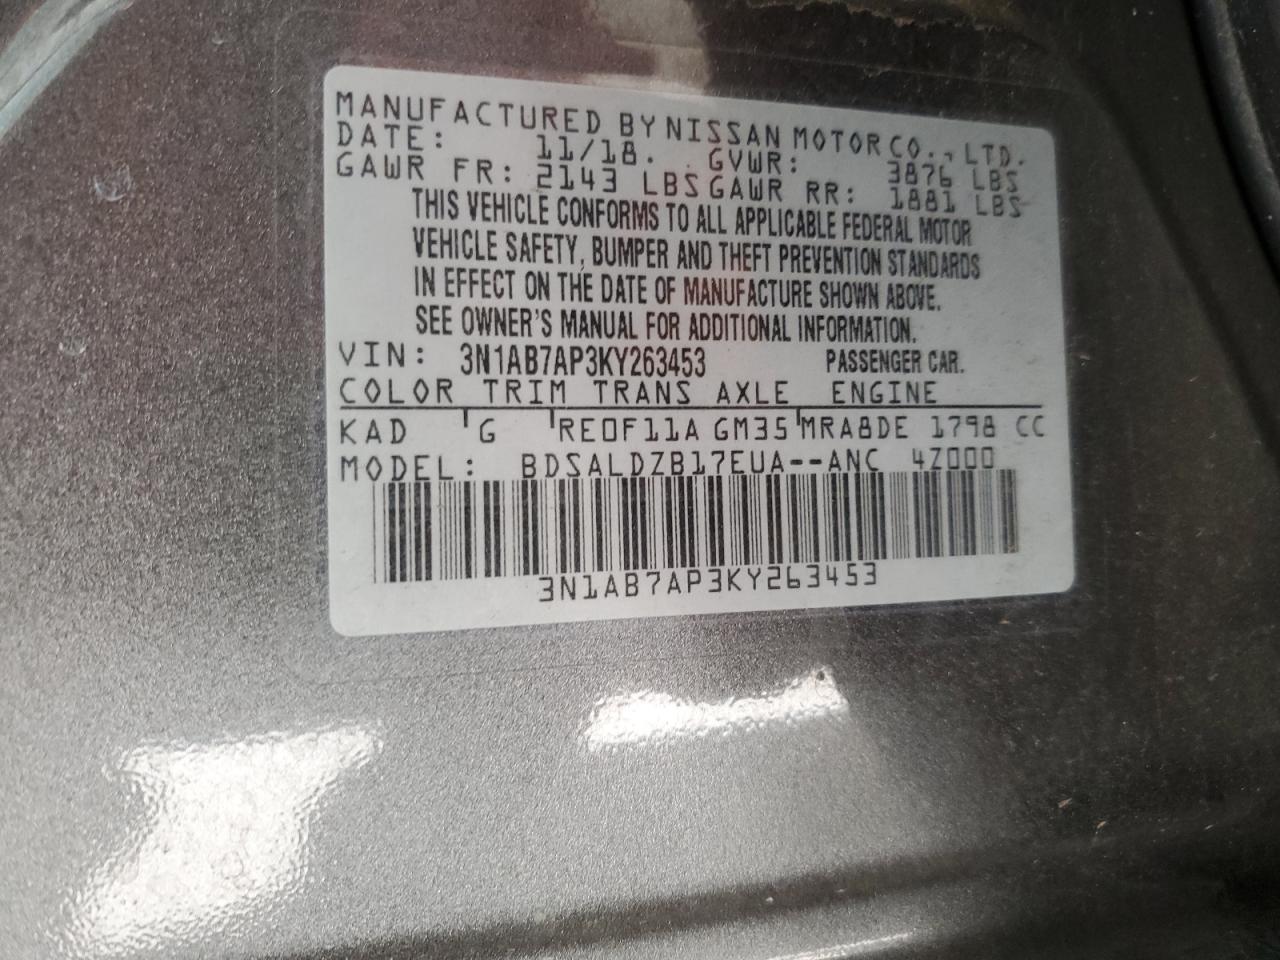 MANUFACTURED BY NISSAN MOTOR CO., LTD.
DATE: 11/18. GVWR: 3876 LBS
GAWR FR: 2143 LBS GAWR RR: 1881 LBS
THIS VEHICLE CONFORMS TO ALL APPLICABLE FEDERAL MOTOR
VEHICLE SAFETY, BUMPER AND THEFT PREVENTION STANDARDS
IN EFFECT ON THE DATE OF MANUFACTURE SHOWN ABOVE.
SEE OWNER'S MANUAL FOR ADDITIONAL INFORMATION.
VIN: 3N1AB7AP3KY263453 PASSENGER CAR.
COLOR TRIM TRANS AXLE ENGINE
KAD G RE0F11A GM35 MRA8DE 1798 CC
MODEL: BDSALDZB17EUA--ANC 4Z000
3N1AB7AP3KY263453